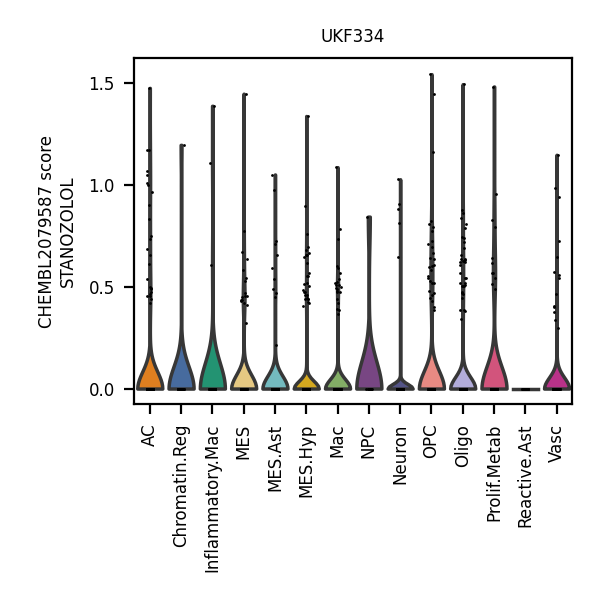 UKF334
CHEMBL2079587 score
STANOZOLOL
1.5
1.0
0.5
0.0
AC
Chromatin.Reg
Inflammatory.Mac
MES
MES.Ast
MES.Hyp
Mac
NPC
Neuron
OPC
Oligo
Prolif.Metab
Reactive.Ast
Vasc